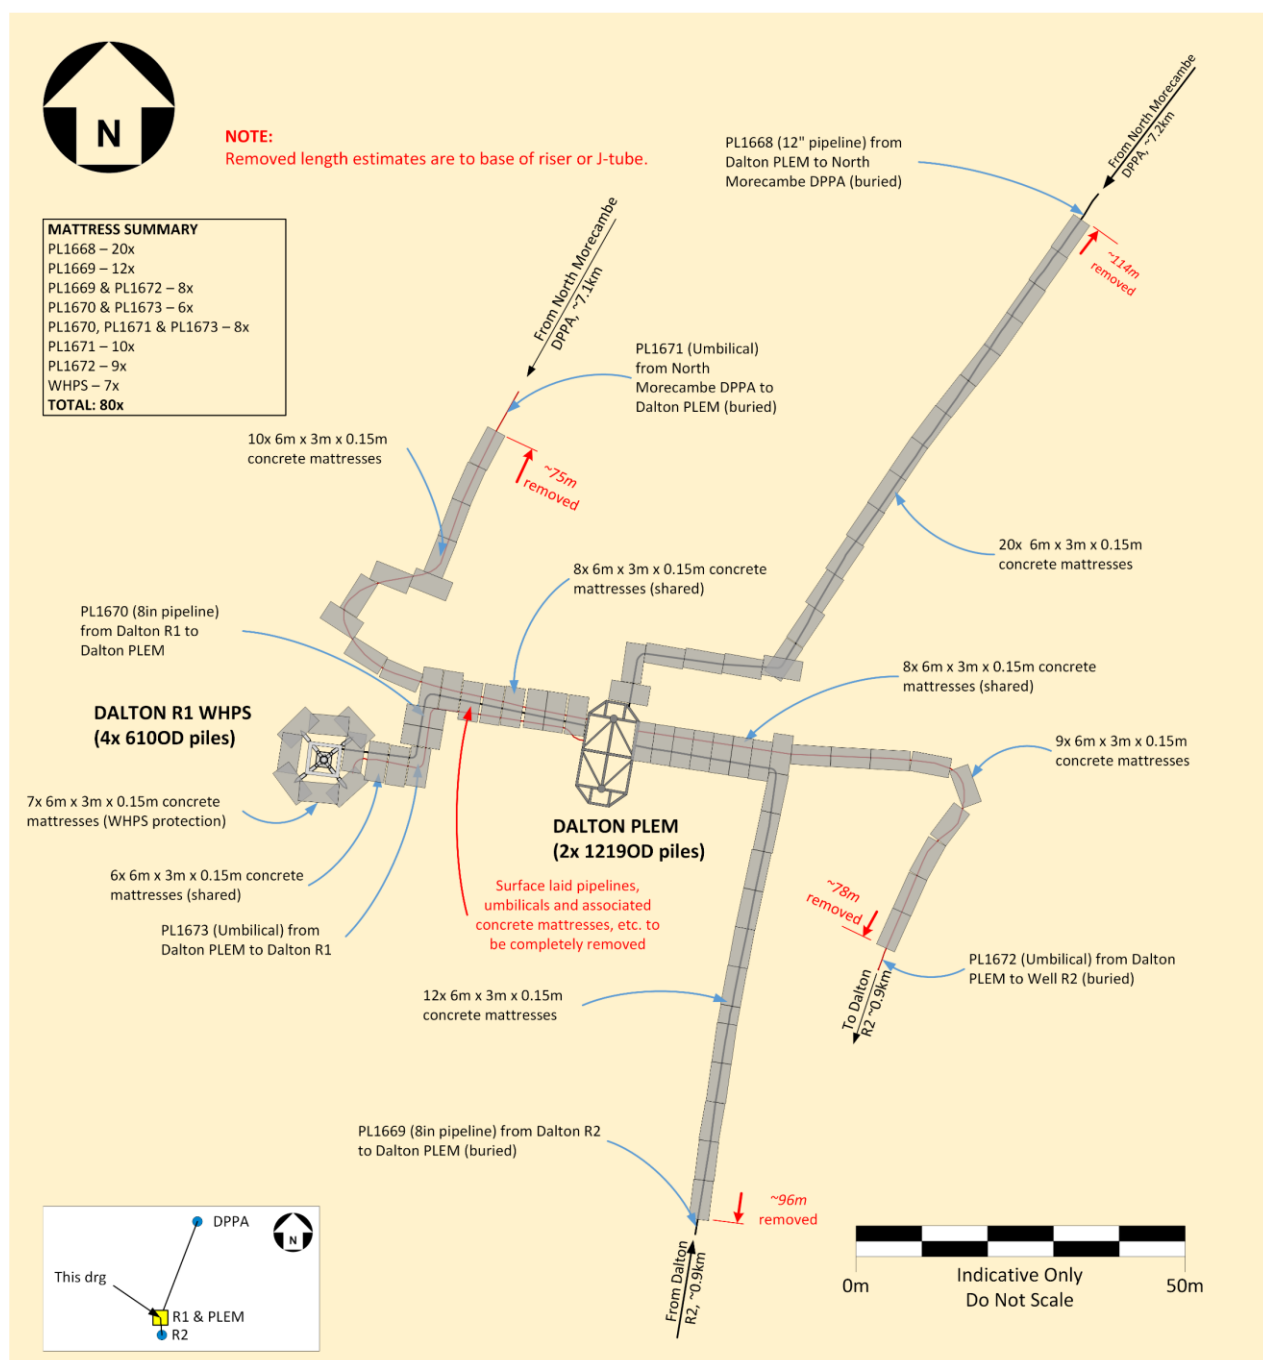 N
NOTE:
Removed length estimates are to base of riser or J-tube.
MATTRESS SUMMARY
PL1668 – 20x
PL1669 – 12x
PL1669 & PL1672 – 8x
PL1670 & PL1673 – 6x
PL1670, PL1671 & PL1673 – 8x
PL1671 – 10x
PL1672 – 9x
WHPS – 7x
TOTAL: 80x
From North Morecambe
DPPA, ~7.1km
PL1668 (12" pipeline) from
Dalton PLEM to North
Morecambe DPPA (buried)
From North Morecambe
DPPA, ~7.2km
~114m
removed
PL1671 (Umbilical)
from North
Morecambe DPPA to
Dalton PLEM (buried)
10x 6m x 3m x 0.15m
concrete mattresses
~75m
removed
20x  6m x 3m x 0.15m
concrete mattresses
8x 6m x 3m x 0.15m concrete
mattresses (shared)
PL1670 (8in pipeline)
from Dalton R1 to
Dalton PLEM
8x 6m x 3m x 0.15m concrete
mattresses (shared)
DALTON R1 WHPS
(4x 610OD piles)
9x 6m x 3m x 0.15m
concrete mattresses
7x 6m x 3m x 0.15m concrete
mattresses (WHPS protection)
DALTON PLEM
(2x 1219OD piles)
6x 6m x 3m x 0.15m concrete
mattresses (shared)
Surface laid pipelines,
umbilicals and associated
concrete mattresses, etc. to
be completely removed
~78m
removed
PL1673 (Umbilical) from
Dalton PLEM to Dalton R1
PL1672 (Umbilical) from Dalton
PLEM to Well R2 (buried)
To Dalton
R2 ~0.9km
12x 6m x 3m x 0.15m
concrete mattresses
PL1669 (8in pipeline) from Dalton R2
to Dalton PLEM (buried)
~96m
removed
From Dalton
R2, ~0.9km
DPPA
N
This drg
R1 & PLEM
R2
0m
Indicative Only
Do Not Scale
50m